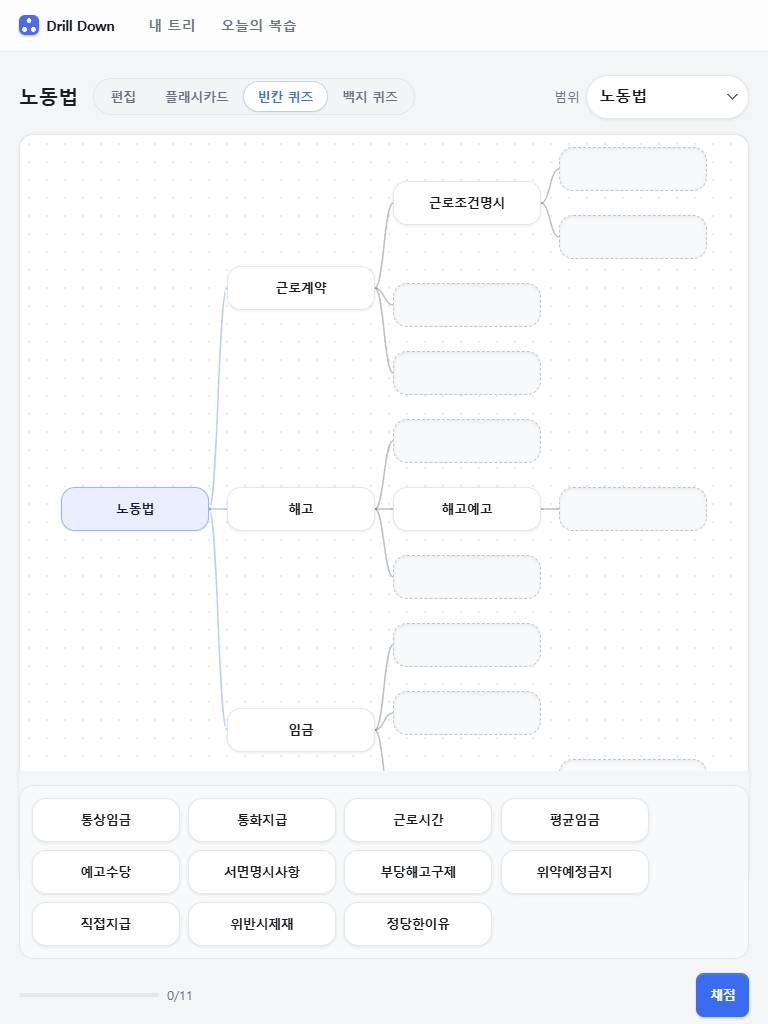 Drill Down
내 트리
오늘의 복습
노동법
편집
플래시카드
빈칸 퀴즈
백지 퀴즈
범위
노동법
근로조건명시
근로계약
노동법
해고
해고예고
임금
통상임금
통화지급
근로시간
평균임금
예고수당
서면명시사항
부당해고구제
위약예정금지
직접지급
위반시제재
정당한이유
0/11
채점